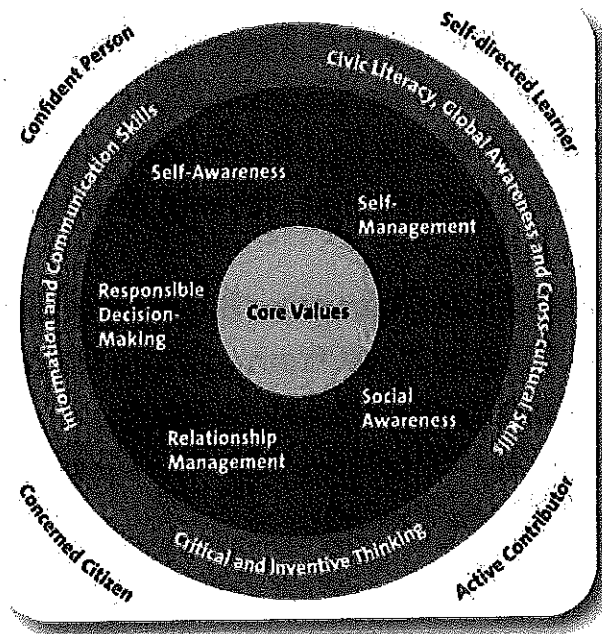 Confident Person
Self-directed Learner
Information and Communication Skills
Civic Literacy, Global Awareness and Cross-cultural Skills
Self-Awareness
Self-
Management
Responsible
Decision-
Making
Core Values
Social
Awareness
Relationship
Management
Critical and Inventive Thinking
Concerned Citizen
Active Contributor